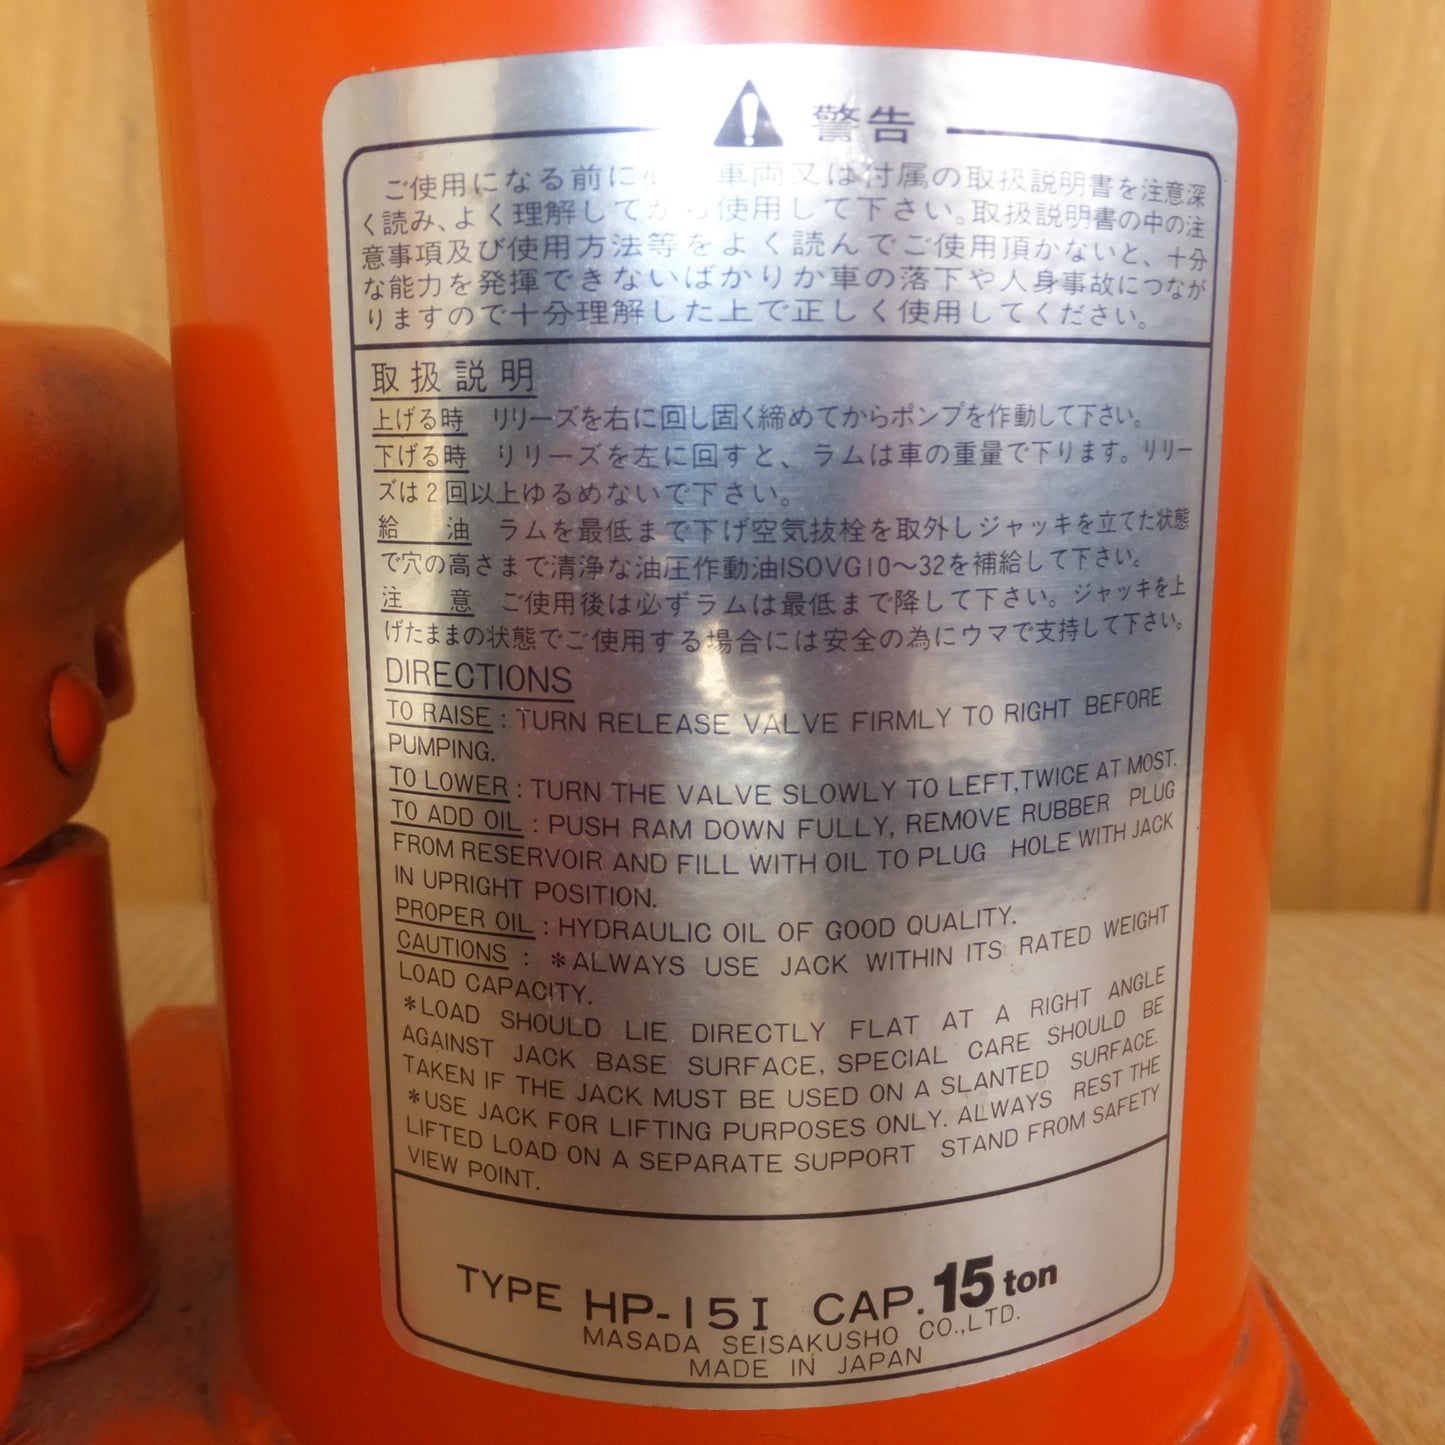 警告
ご使用になる前に 車両又は付属の取扱説明書を注意深
く読み、よく理解してから使用して下さい。取扱説明書の中の注
意事項及び使用方法等をよく読んでご使用頂かないと、十分
な能力を発揮できないばかりか車の落下や人身事故につなが
りますので十分理解した上で正しく使用してください。
取扱説明
上げる時 リリーズを右に回し固く締めてからポンプを作動して下さい。
下げる時 リリーズを左に回すと、ラムは車の重量で下ります。リリー
ズは2回以上ゆるめないで下さい。
給油 ラムを最低まで下げ空気抜栓を取外しジャッキを立てた状態
で穴の高さまで清浄な油圧作動油ISOVG10〜32を補給して下さい。
注意 ご使用後は必ずラムは最低まで降して下さい。ジャッキを上
げたままの状態でご使用する場合には安全の為にウマで支持して下さい。
DIRECTIONS
TO RAISE : TURN RELEASE VALVE FIRMLY TO RIGHT BEFORE
PUMPING.
TO LOWER : TURN THE VALVE SLOWLY TO LEFT, TWICE AT MOST.
TO ADD OIL : PUSH RAM DOWN FULLY, REMOVE RUBBER PLUG
FROM RESERVOIR AND FILL WITH OIL TO PLUG HOLE WITH JACK
IN UPRIGHT POSITION.
PROPER OIL : HYDRAULIC OIL OF GOOD QUALITY.
CAUTIONS : *ALWAYS USE JACK WITHIN ITS RATED WEIGHT
LOAD CAPACITY.
*LOAD SHOULD LIE DIRECTLY FLAT AT A RIGHT ANGLE
AGAINST JACK BASE SURFACE, SPECIAL CARE SHOULD BE
TAKEN IF THE JACK MUST BE USED ON A SLANTED SURFACE.
*USE JACK FOR LIFTING PURPOSES ONLY. ALWAYS REST THE
LIFTED LOAD ON A SEPARATE SUPPORT STAND FROM SAFETY
VIEW POINT.
TYPE HP-15I CAP. 15 ton
MASADA SEISAKUSHO CO.,LTD.
MADE IN JAPAN